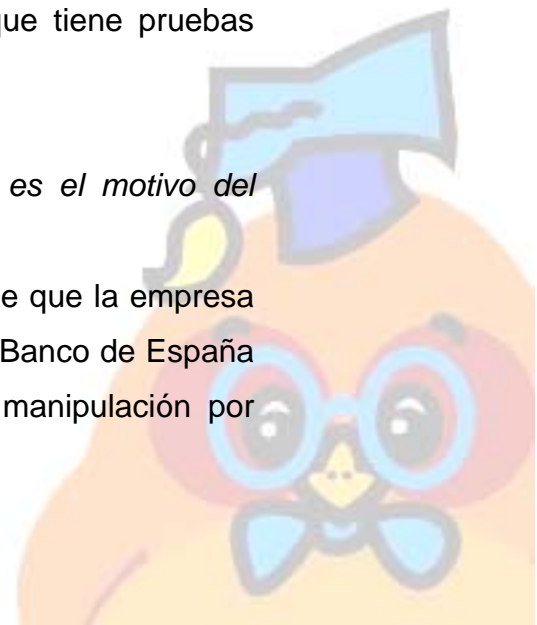 que tiene pruebas
es el motivo del
e que la empresa
Banco de España
manipulación por